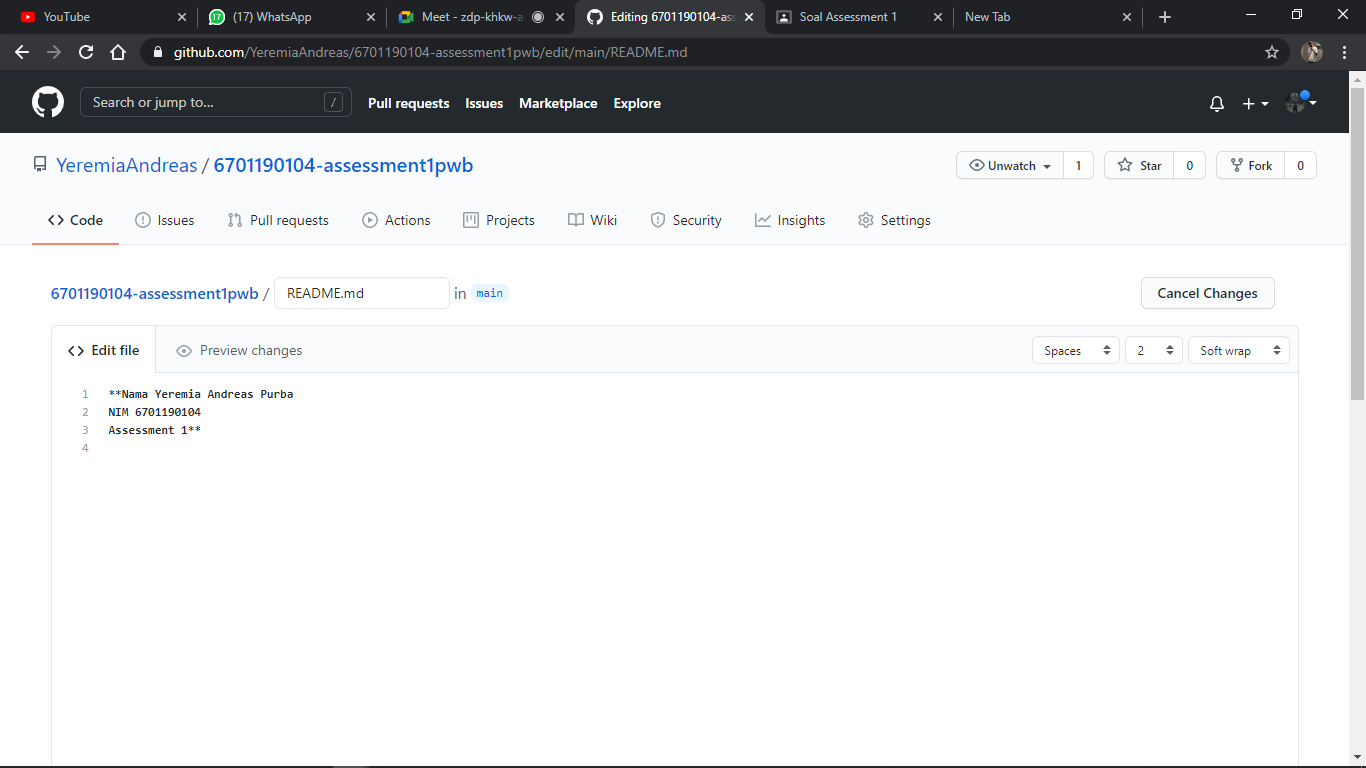 YouTube
17 (17) WhatsApp
Meet - zdp-khkw-a
Editing 6701190104-ass
Soal Assessment 1
New Tab
github.com/YeremiaAndreas/6701190104-assessment1pwb/edit/main/README.md
Search or jump to... /
Pull requests Issues Marketplace Explore
YeremiaAndreas / 6701190104-assessment1pwb
Unwatch 1 Star 0 Fork 0
Code Issues Pull requests Actions Projects Wiki Security Insights Settings
6701190104-assessment1pwb / README.md in main
Cancel Changes
Edit file Preview changes
Spaces 2 Soft wrap
1 **Nama Yeremia Andreas Purba
2 NIM 6701190104
3 Assessment 1**
4